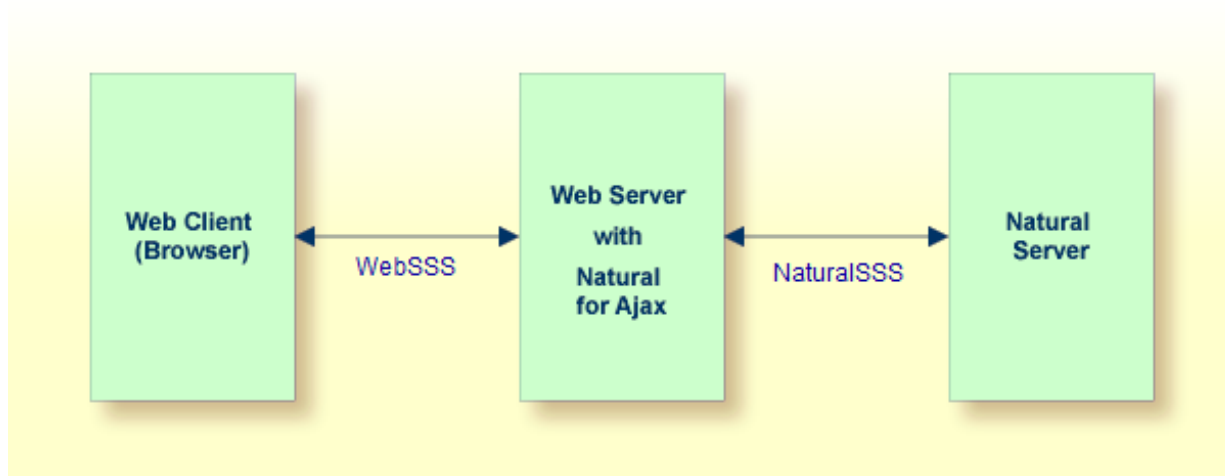 Web Client
(Browser)
WebSSS
Web Server
with
Natural
for Ajax
NaturalSSS
Natural
Server